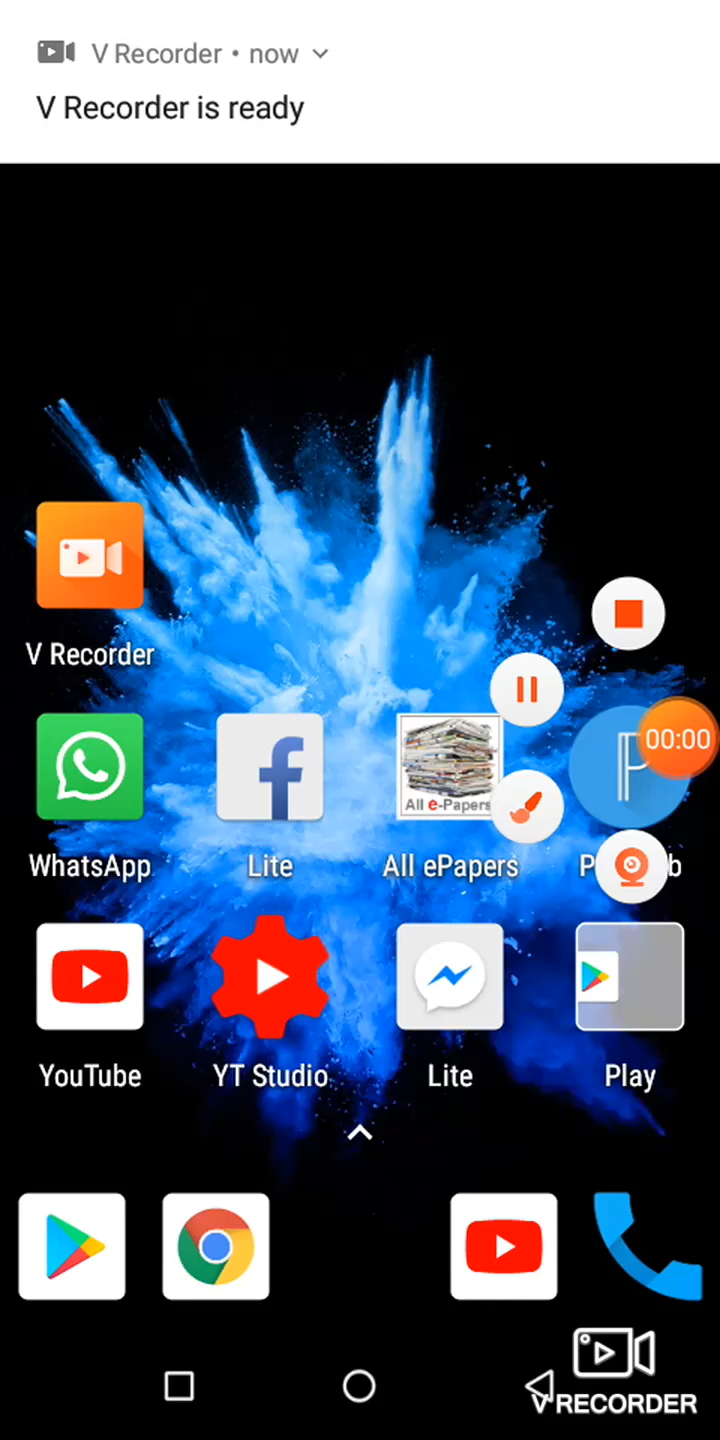 V Recorder • now
V Recorder is ready
V Recorder
00:00
All e-Papers
WhatsApp
Lite
All ePapers
YouTube
YT Studio
Lite
Play
V RECORDER